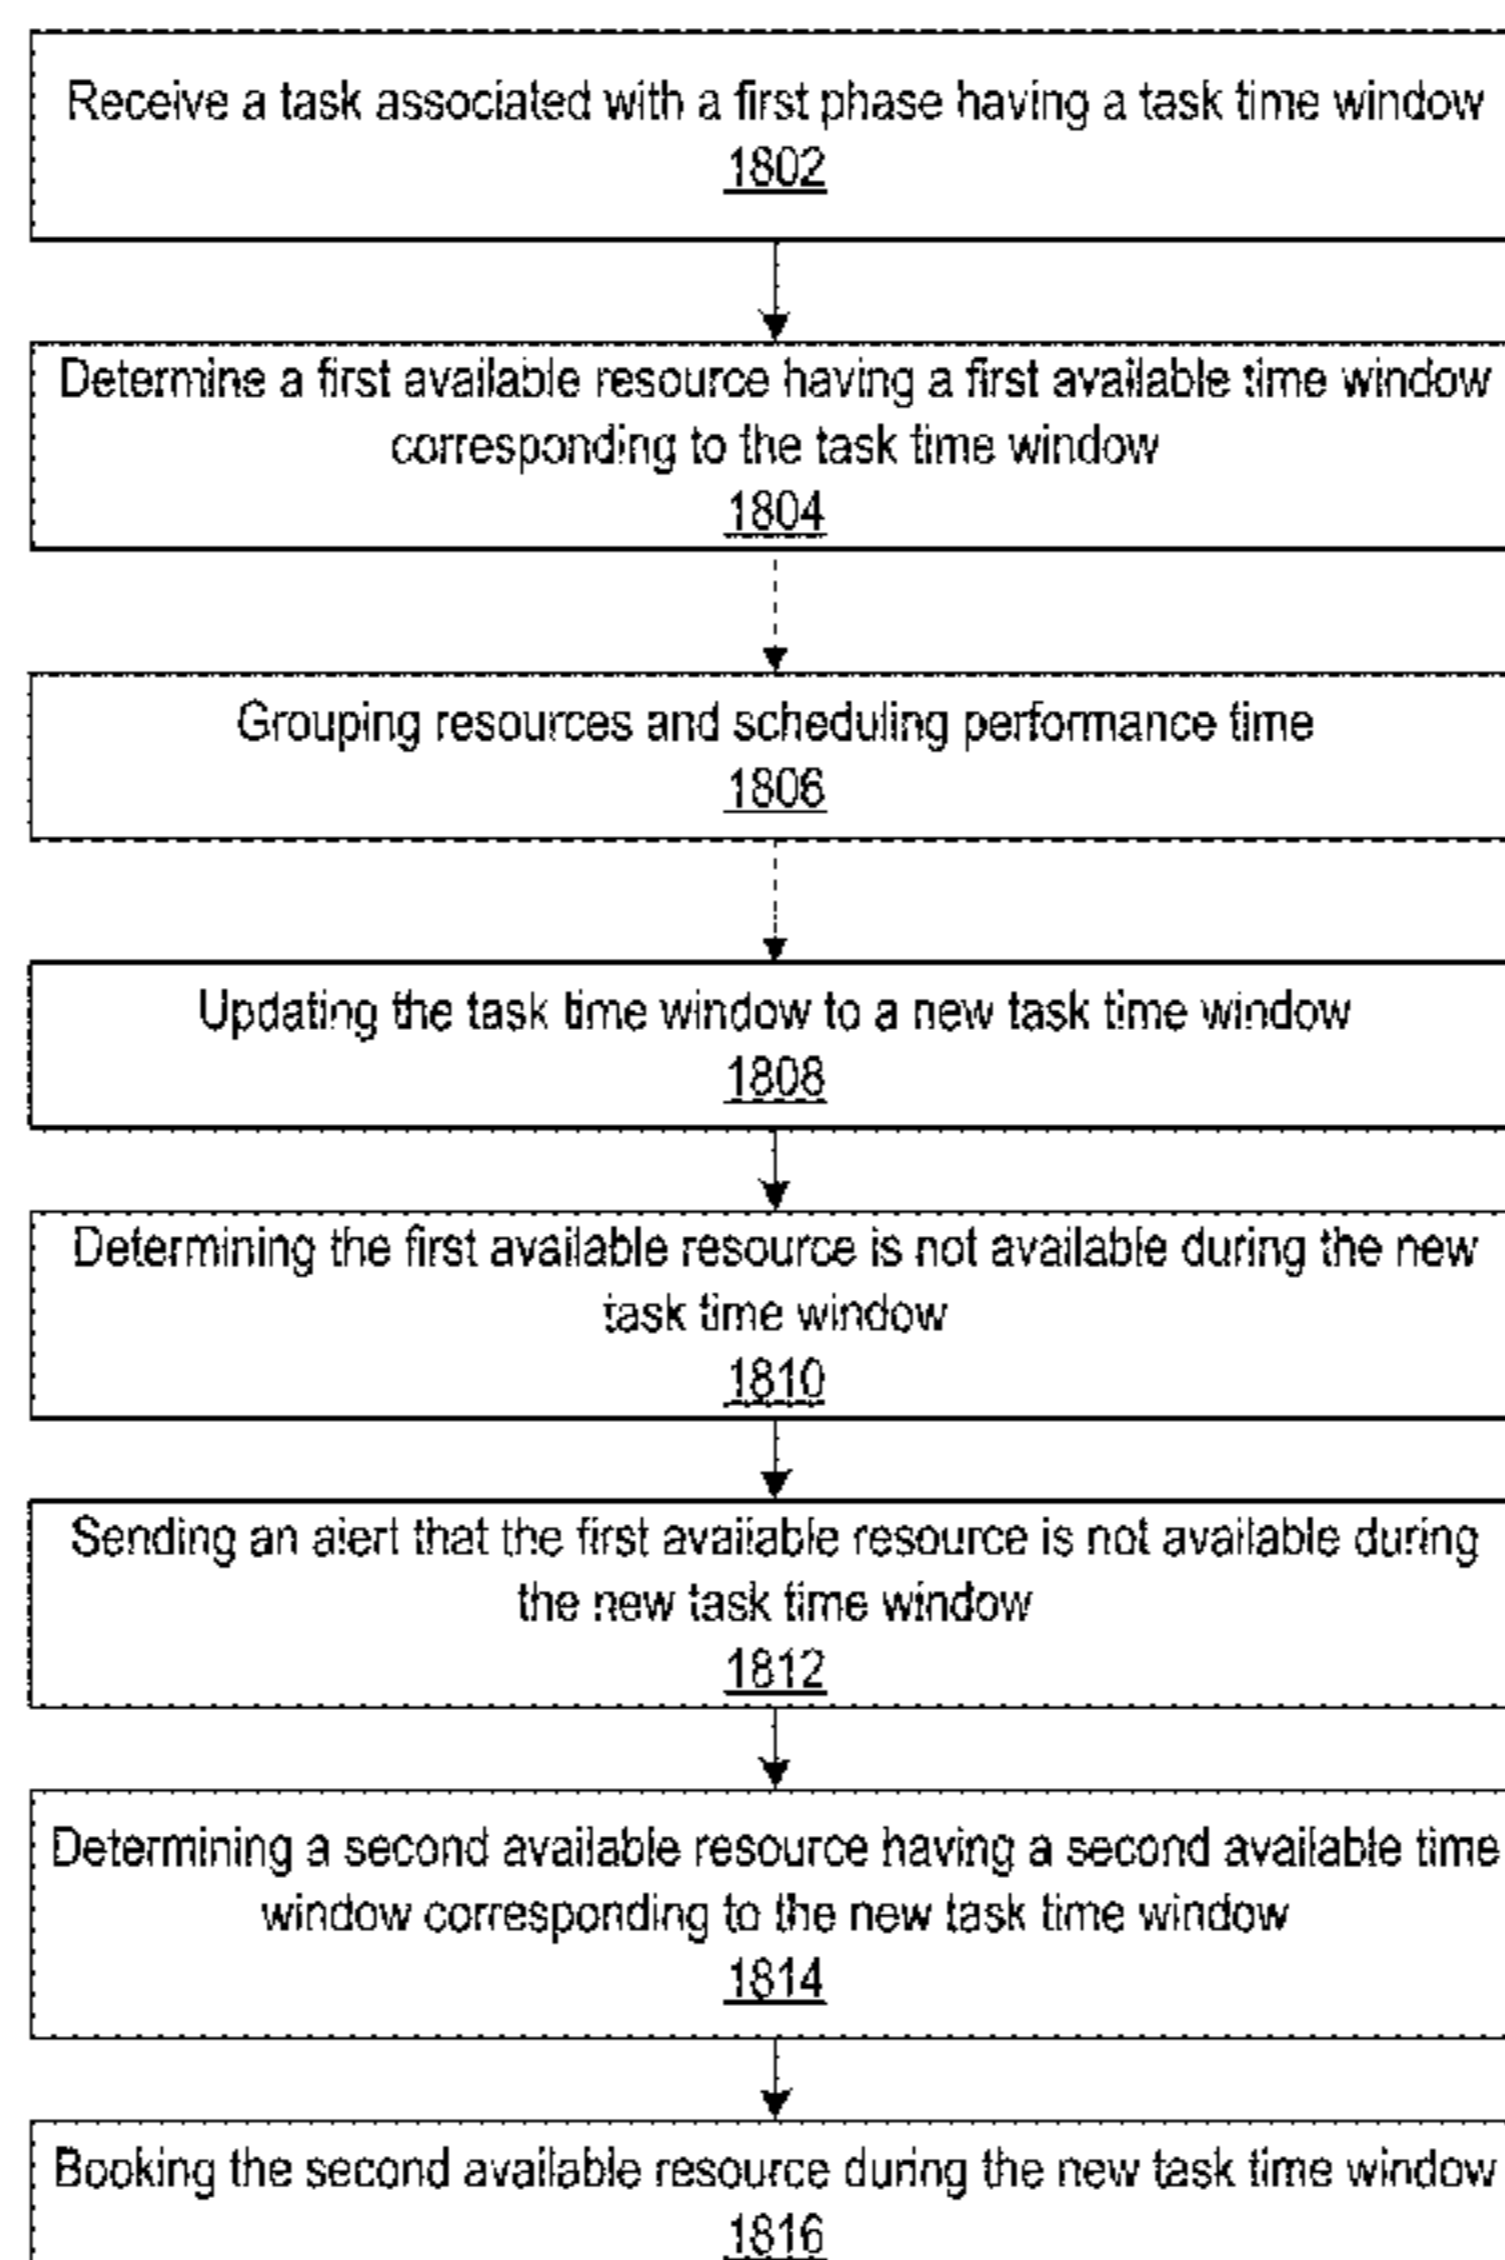 Receive a task associated with a first phase having a task time window
1802
Determine a first available resource having a first available time window
corresponding to the task time window
1804
Grouping resources and scheduling performance time
1806
Updating the task time window to a new task time window
1808
Determining the first available resource is not available during the new
task time window
1810
Sending an alert that the first available resource is not available during
the new task time window
1812
Determining a second available resource having a second available time
window corresponding to the new task time window
1814
Booking the second available resource during the new task time window
1816